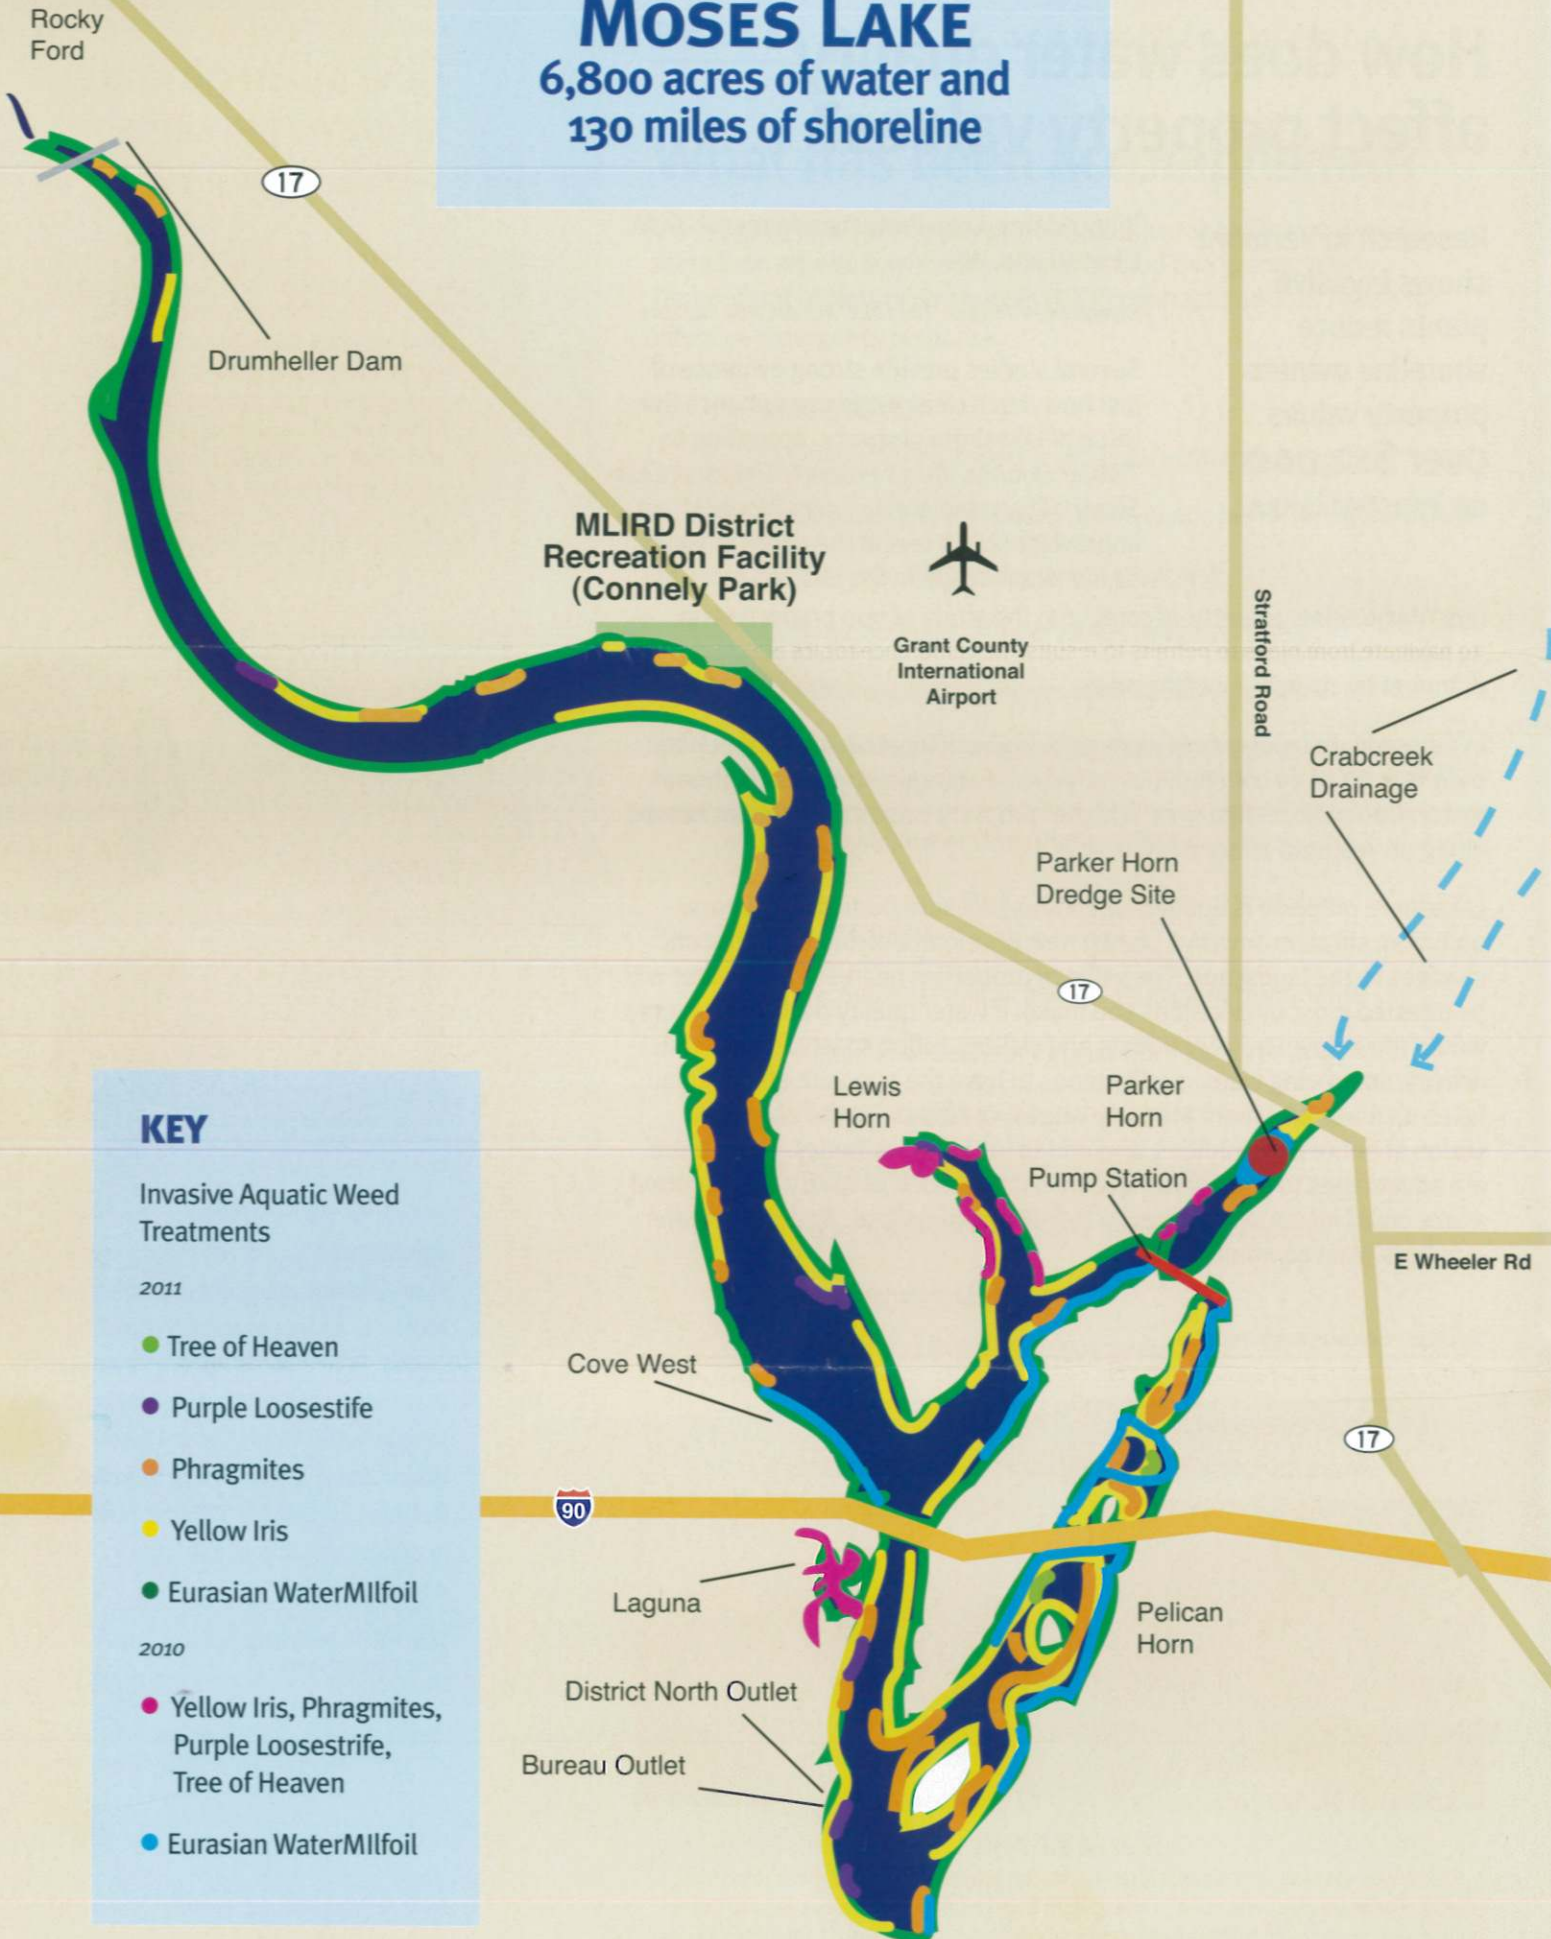 Rocky
Ford
MOSES LAKE
6,800 acres of water and
130 miles of shoreline
17
Drumheller Dam
MLIRD District
Recreation Facility
(Connely Park)
Grant County
International
Airport
Stratford Road
Crabcreek
Drainage
Parker Horn
Dredge Site
17
Lewis
Horn
Parker
Horn
Pump Station
E Wheeler Rd
Cove West
17
90
Laguna
Pelican
Horn
District North Outlet
Bureau Outlet
KEY
Invasive Aquatic Weed
Treatments
2011
Tree of Heaven
Purple Loosestife
Phragmites
Yellow Iris
Eurasian WaterMIlfoil
2010
Yellow Iris, Phragmites,
Purple Loosestrife,
Tree of Heaven
Eurasian WaterMIlfoil